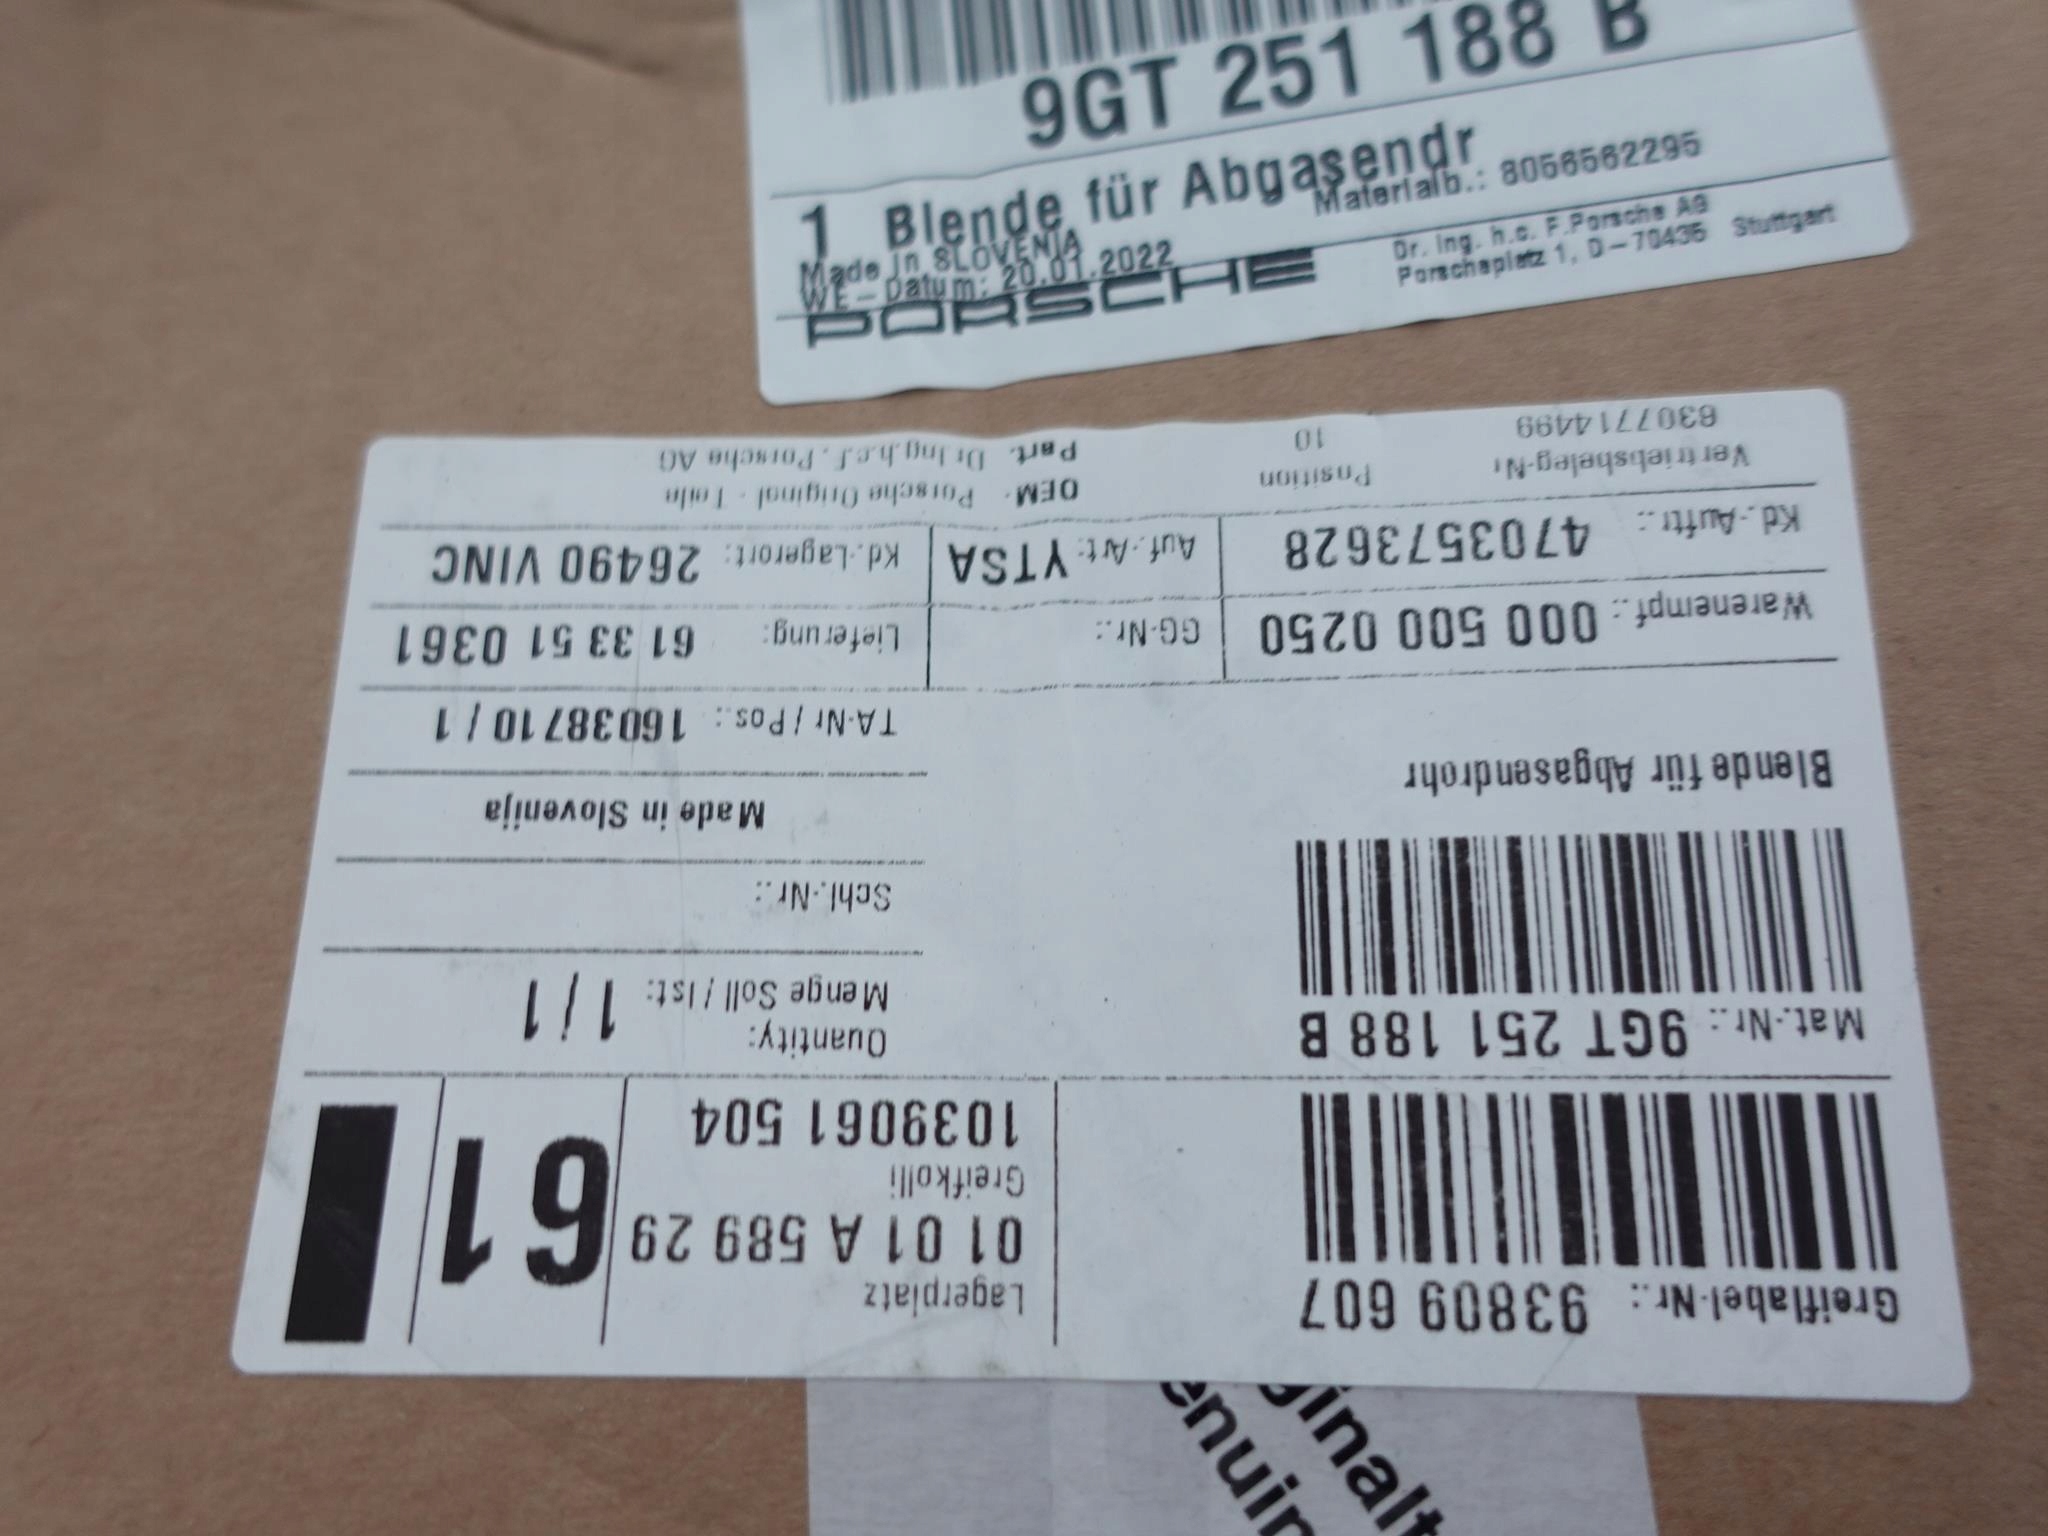 9GT 251 188 B
1 Blende für Abgasendr
Materialb.: 8056562295
Made in SLOVENIA
WE-Datum: 20.01.2022
PORSCHE
Dr. Ing. h.c. F.Porsche AG
Porscheplatz 1, D-70435 Stuttgart
Greiflabel-Nr.: 93809 607
Lagerplatz
01 01 A 589 29
Greifkolli
1039061 504
61
Mat.-Nr.: 9GT 251 188 B
Blende für Abgasendrohr
Quantity:
Menge Soll / Ist: 1 / 1
Schl.-Nr.:
Made in Slovenija
TA-Nr / Pos.: 16038710 / 1
Warenempf.: 000 500 0250
GG-Nr.:
Lieferung: 61 33 51 0361
Kd.-Auftr.: 4703573628
Auf.-Art: YTSA
Kd.-Lagerort: 26490 VINC
Vertriebsbeleg-Nr
6307714499
Position
10
OEM- Porsche Original - Teile
Part. Dr.Ing.h.c.F. Porsche AG
ginalt
enuin